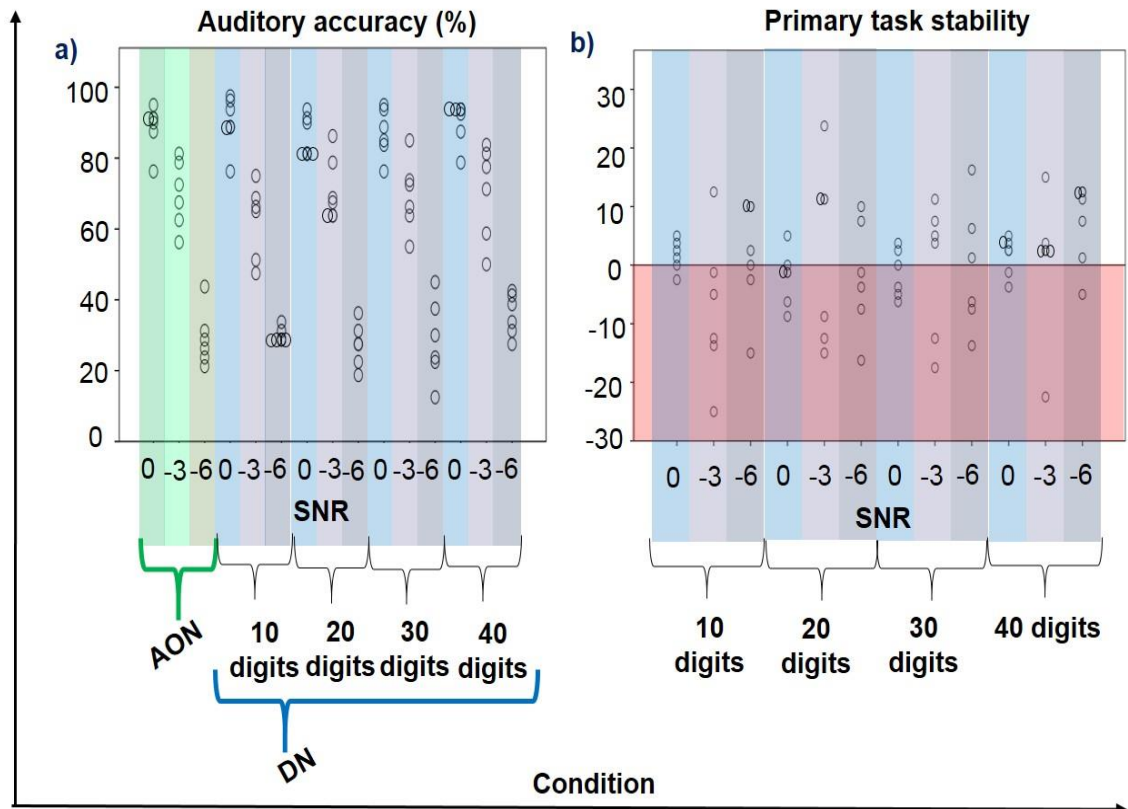 Auditory accuracy (%)
a)
100
80
60
40
20
0
0 -3 -6 0 -3 -6 0 -3 -6 0 -3 -6 0 -3 -6
SNR
AON
10 digits
20 digits
30 digits
40 digits
DN
Primary task stability
b)
30
20
10
0
-10
-20
-30
0 -3 -6 0 -3 -6 0 -3 -6 0 -3 -6
SNR
10 digits
20 digits
30 digits
40 digits
Condition